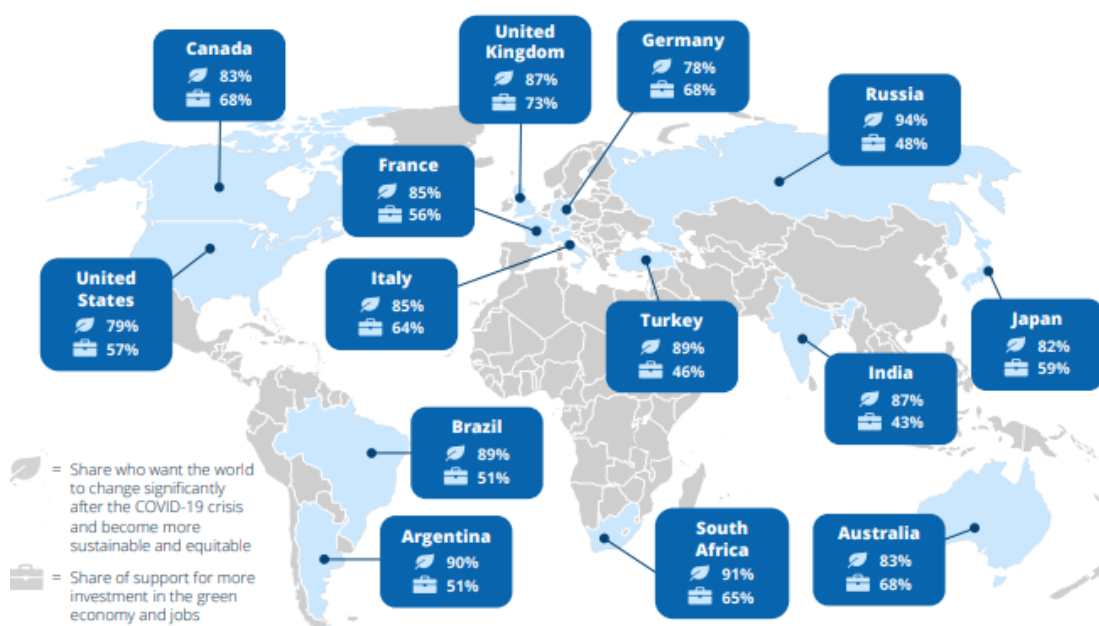 Canada
83%
68%
United
Kingdom
87%
73%
Germany
78%
68%
Russia
94%
48%
France
85%
56%
United
States
79%
57%
Italy
85%
64%
Turkey
89%
46%
India
87%
43%
Japan
82%
59%
Brazil
89%
51%
Argentina
90%
51%
South
Africa
91%
65%
Australia
83%
68%
= Share who want the world
to change significantly
after the COVID-19 crisis
and become more
sustainable and equitable
= Share of support for more
investment in the green
economy and jobs